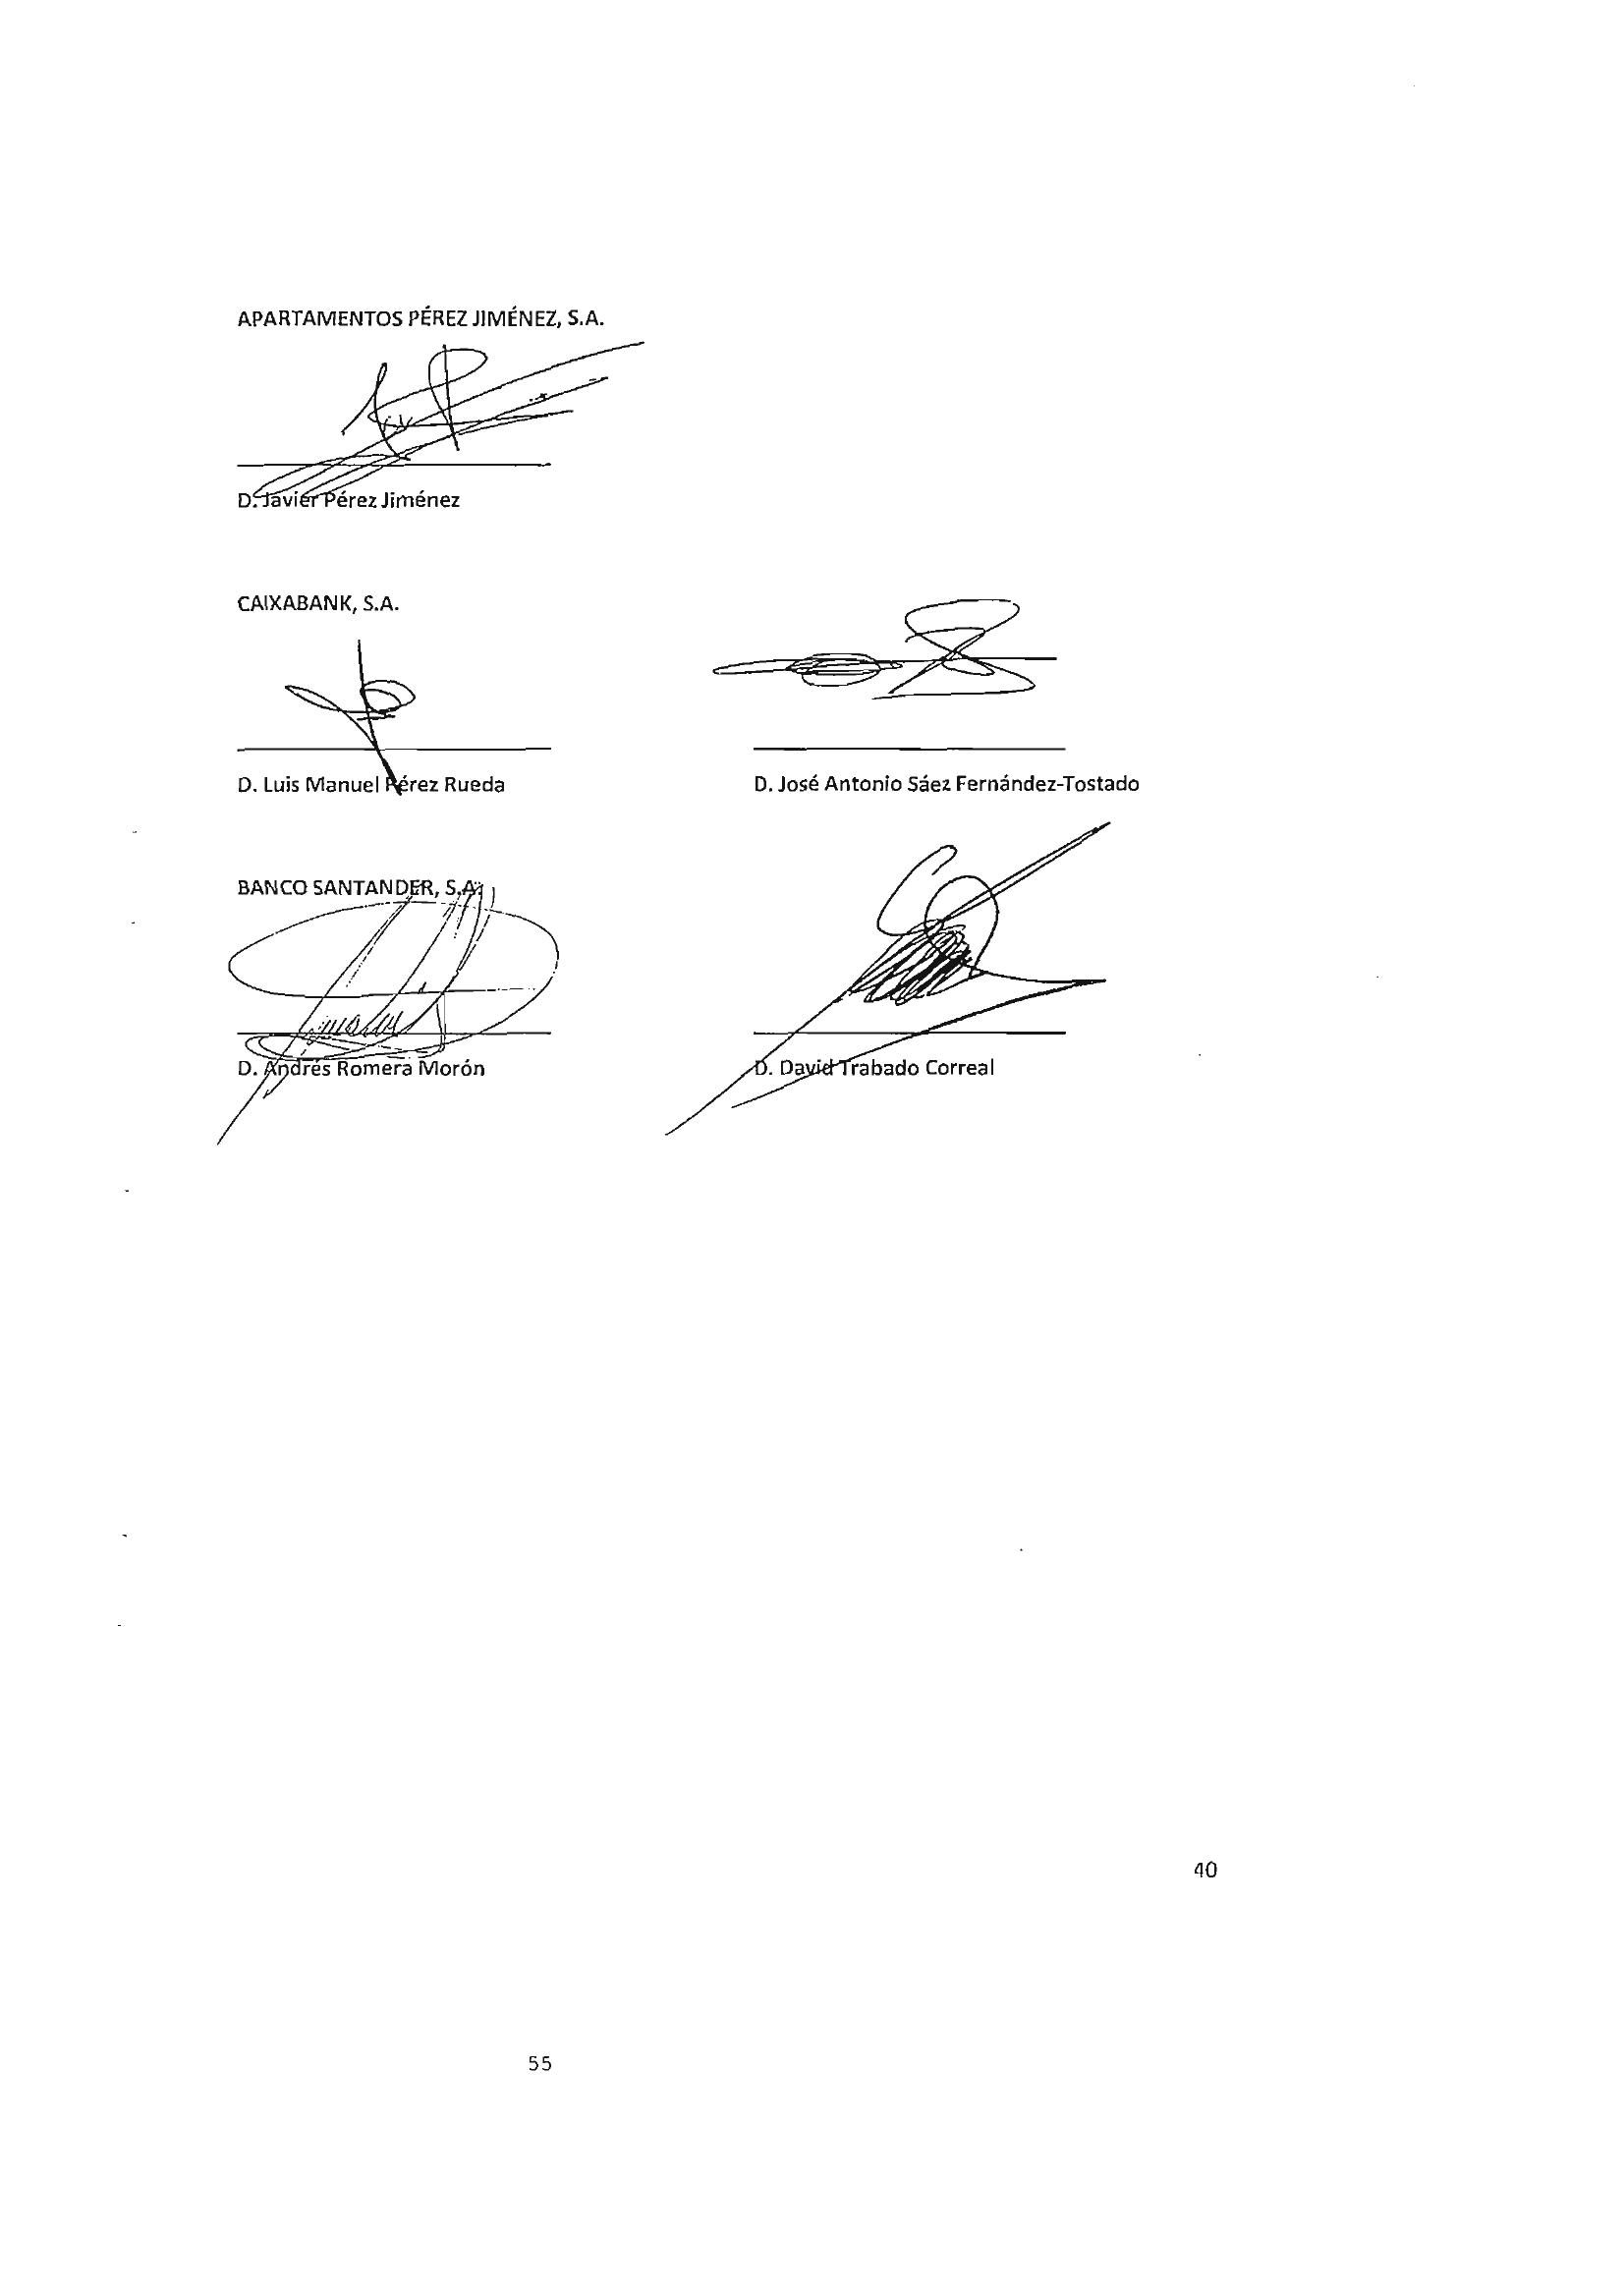 APARTAMENTOS PÉREZ JIMÉNEZ, S.A.
D. Javier Pérez Jiménez
CAIXABANK, S.A.
D. Luis Manuel Pérez Rueda
D. José Antonio Sáez Fernández-Tostado
BANCO SANTANDER, S.A.
D. Andrés Romera Morón
D. David Trabado Correal
40
55